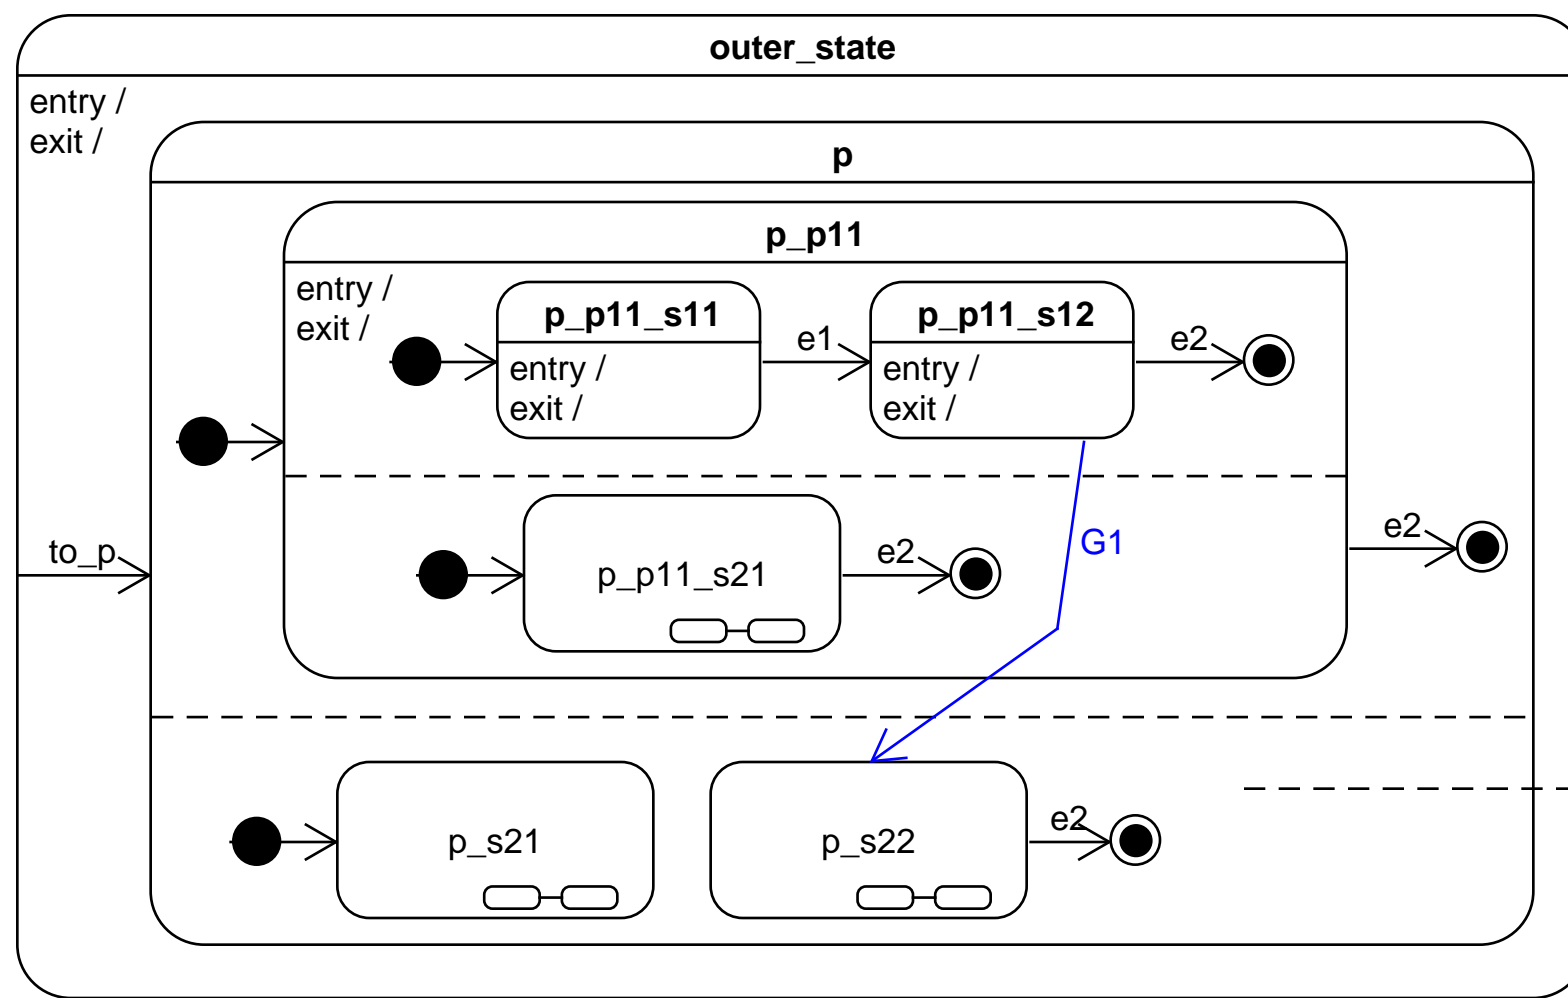 outer_state
entry /
exit /
p
p_p11
entry /
exit /
p_p11_s11
entry /
exit /
e1
p_p11_s12
entry /
exit /
e2
to_p
p_p11_s21
e2
G1
e2
p_s21
p_s22
e2